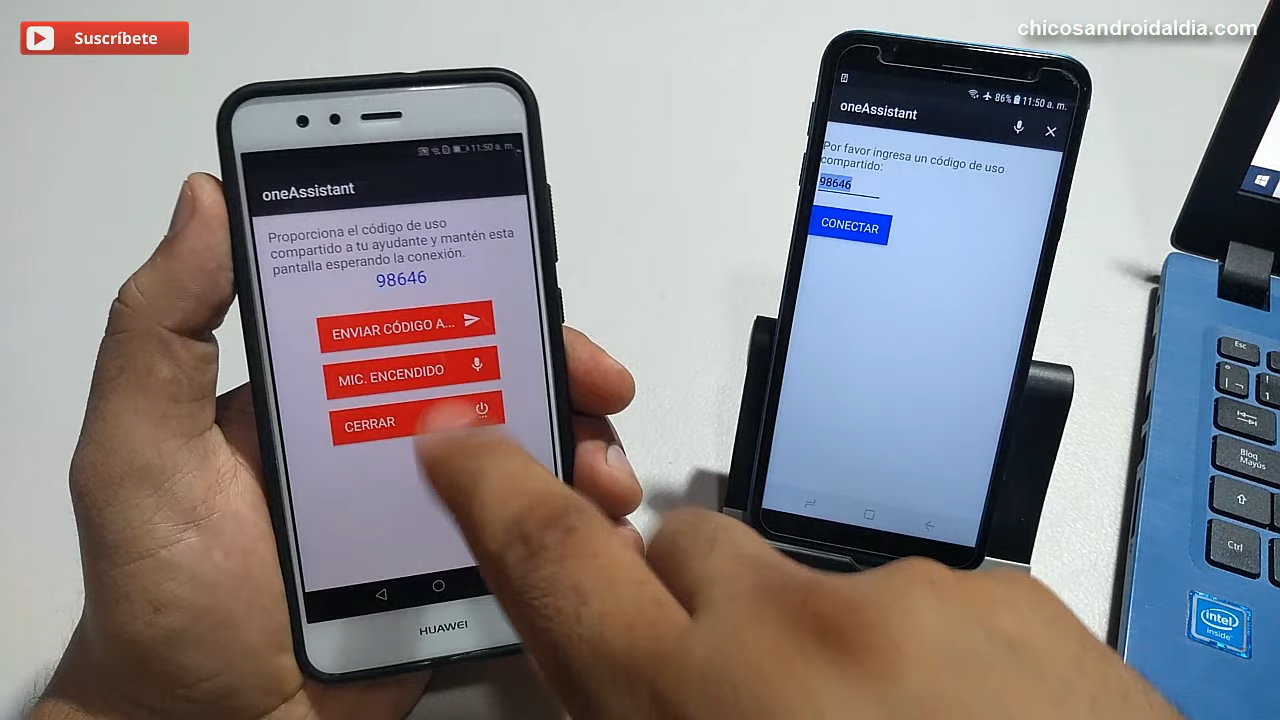 Suscríbete
chicosandroidaldia.com
11:50 a. m.
oneAssistant
Proporciona el código de uso
compartido a tu ayudante y mantén esta
pantalla esperando la conexión.
98646
ENVIAR CÓDIGO A...
MIC. ENCENDIDO
CERRAR
HUAWEI
86% 11:50 a. m.
oneAssistant
Por favor ingresa un código de uso
compartido:
98646
CONECTAR
Esc
Bloq
Mayús
Ctrl
intel
inside